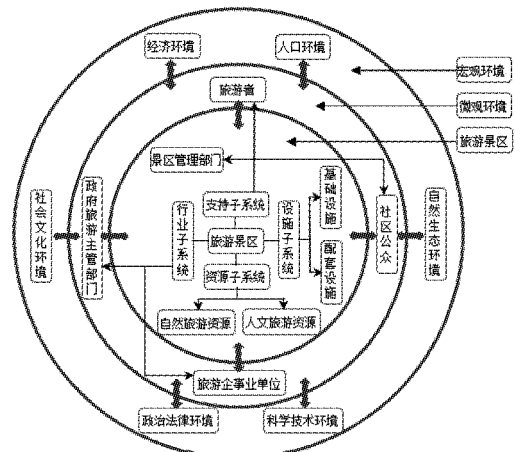 经济环境
人口环境
宏观环境
旅游者
微观环境
旅游景区
景区管理部门
基础设施
社会文化环境
政府旅游主管部门
行业子系统
支持子系统
设施子系统
社区公众
自然生态环境
旅游景区
配套设施
资源子系统
自然旅游资源
人文旅游资源
旅游企事业单位
政治法律环境
科学技术环境